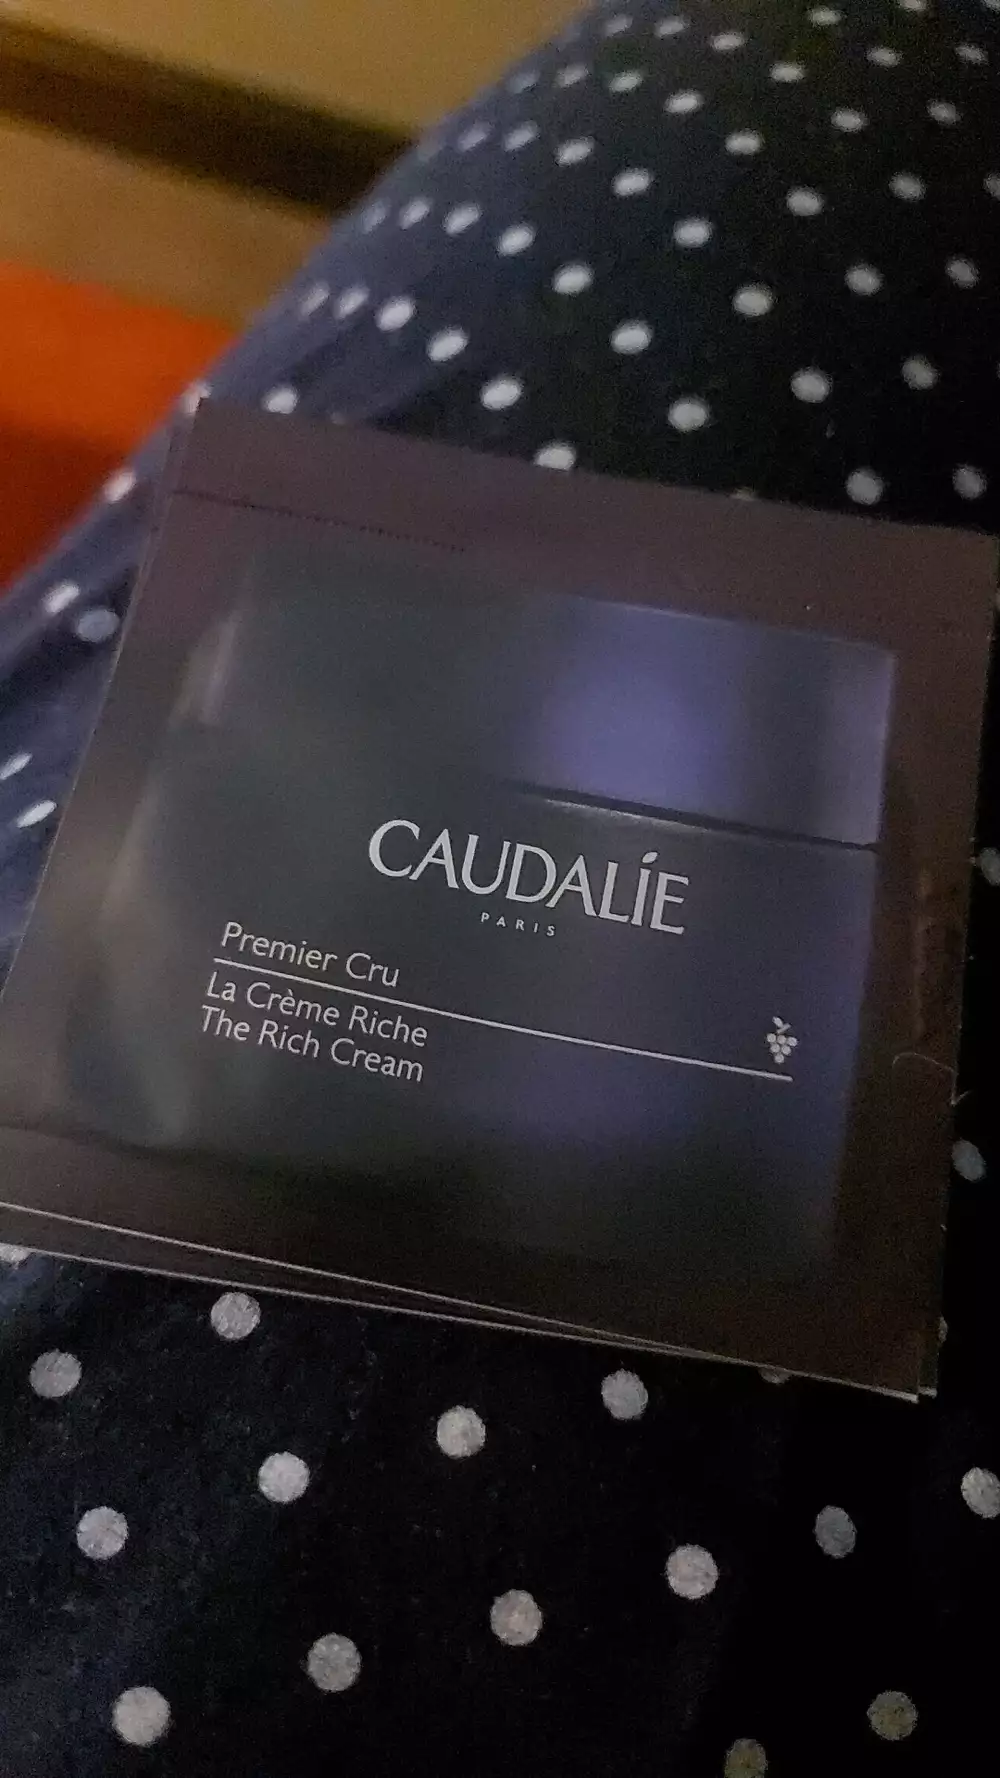 CAUDALÍE
PARIS
Premier Cru
La Crème Riche
The Rich Cream